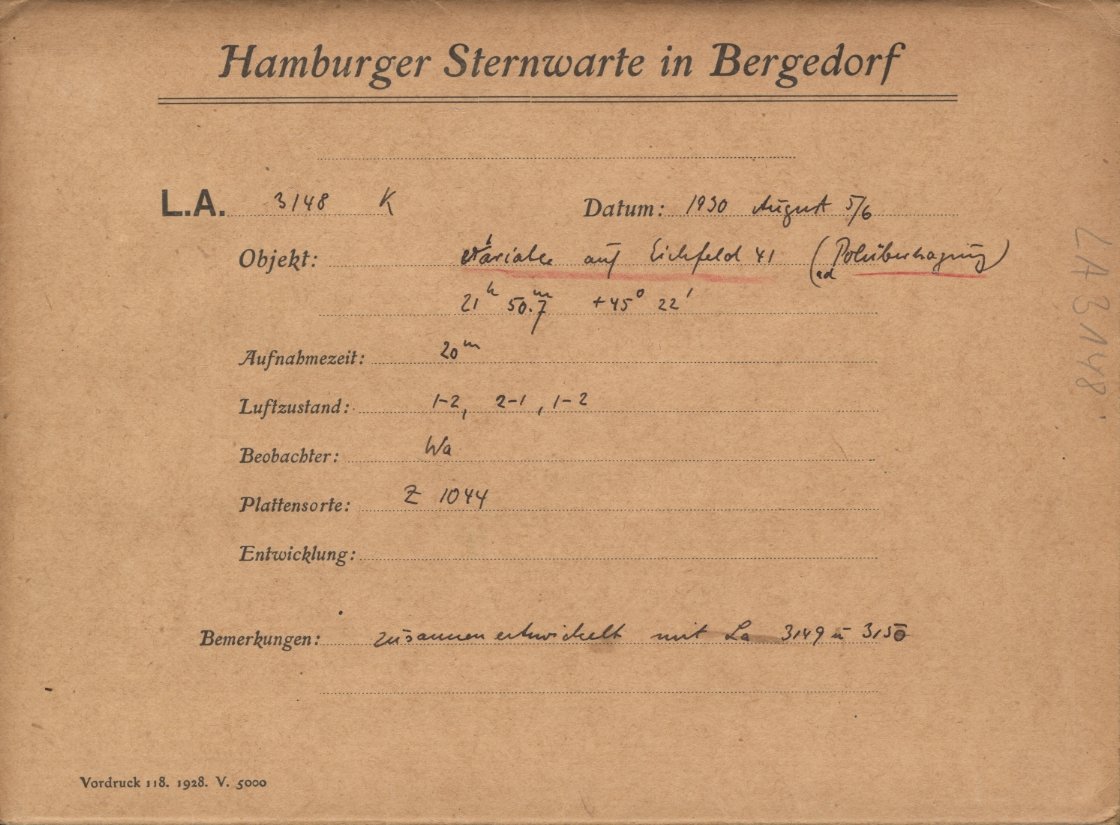 Hamburger Sternwarte in Bergedorf
L.A. 3148 K Datum: 1930 August 5/6
Objekt: Variable auf Eichfeld 41 (Polübertragung)
21h 50.7m +45° 22'
Aufnahmezeit: 20m
Luftzustand: 1-2, 2-1, 1-2
Beobachter: Wa
Plattensorte: Z 1044
Entwicklung:
Bemerkungen: zusammen entwickelt mit La 3149 u 3150
Vordruck 118. 1928. V. 5000
LA 3148